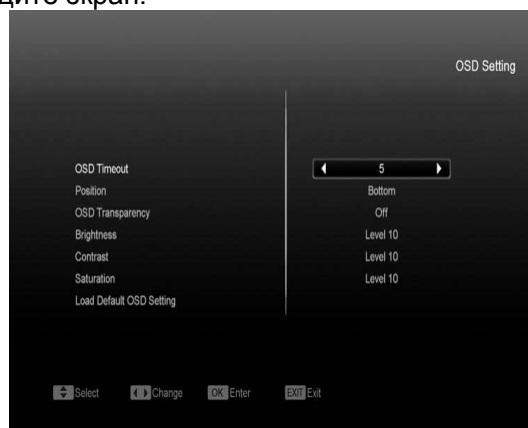 экран.
OSD Setting
OSD Timeout 5
Position Bottom
OSD Transparency Off
Brightness Level 10
Contrast Level 10
Saturation Level 10
Load Default OSD Setting
Select Change OK Enter EXIT Exit